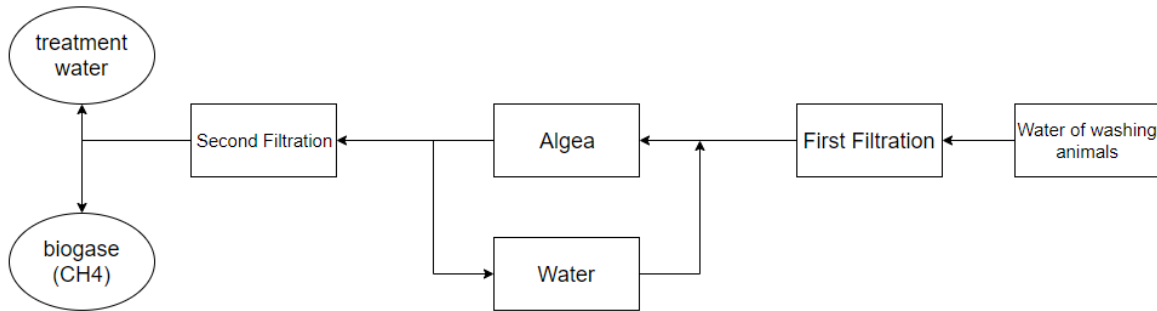 treatment
water
Second Filtration
Algea
First Filtration
Water of washing
animals
biogase
(CH4)
Water